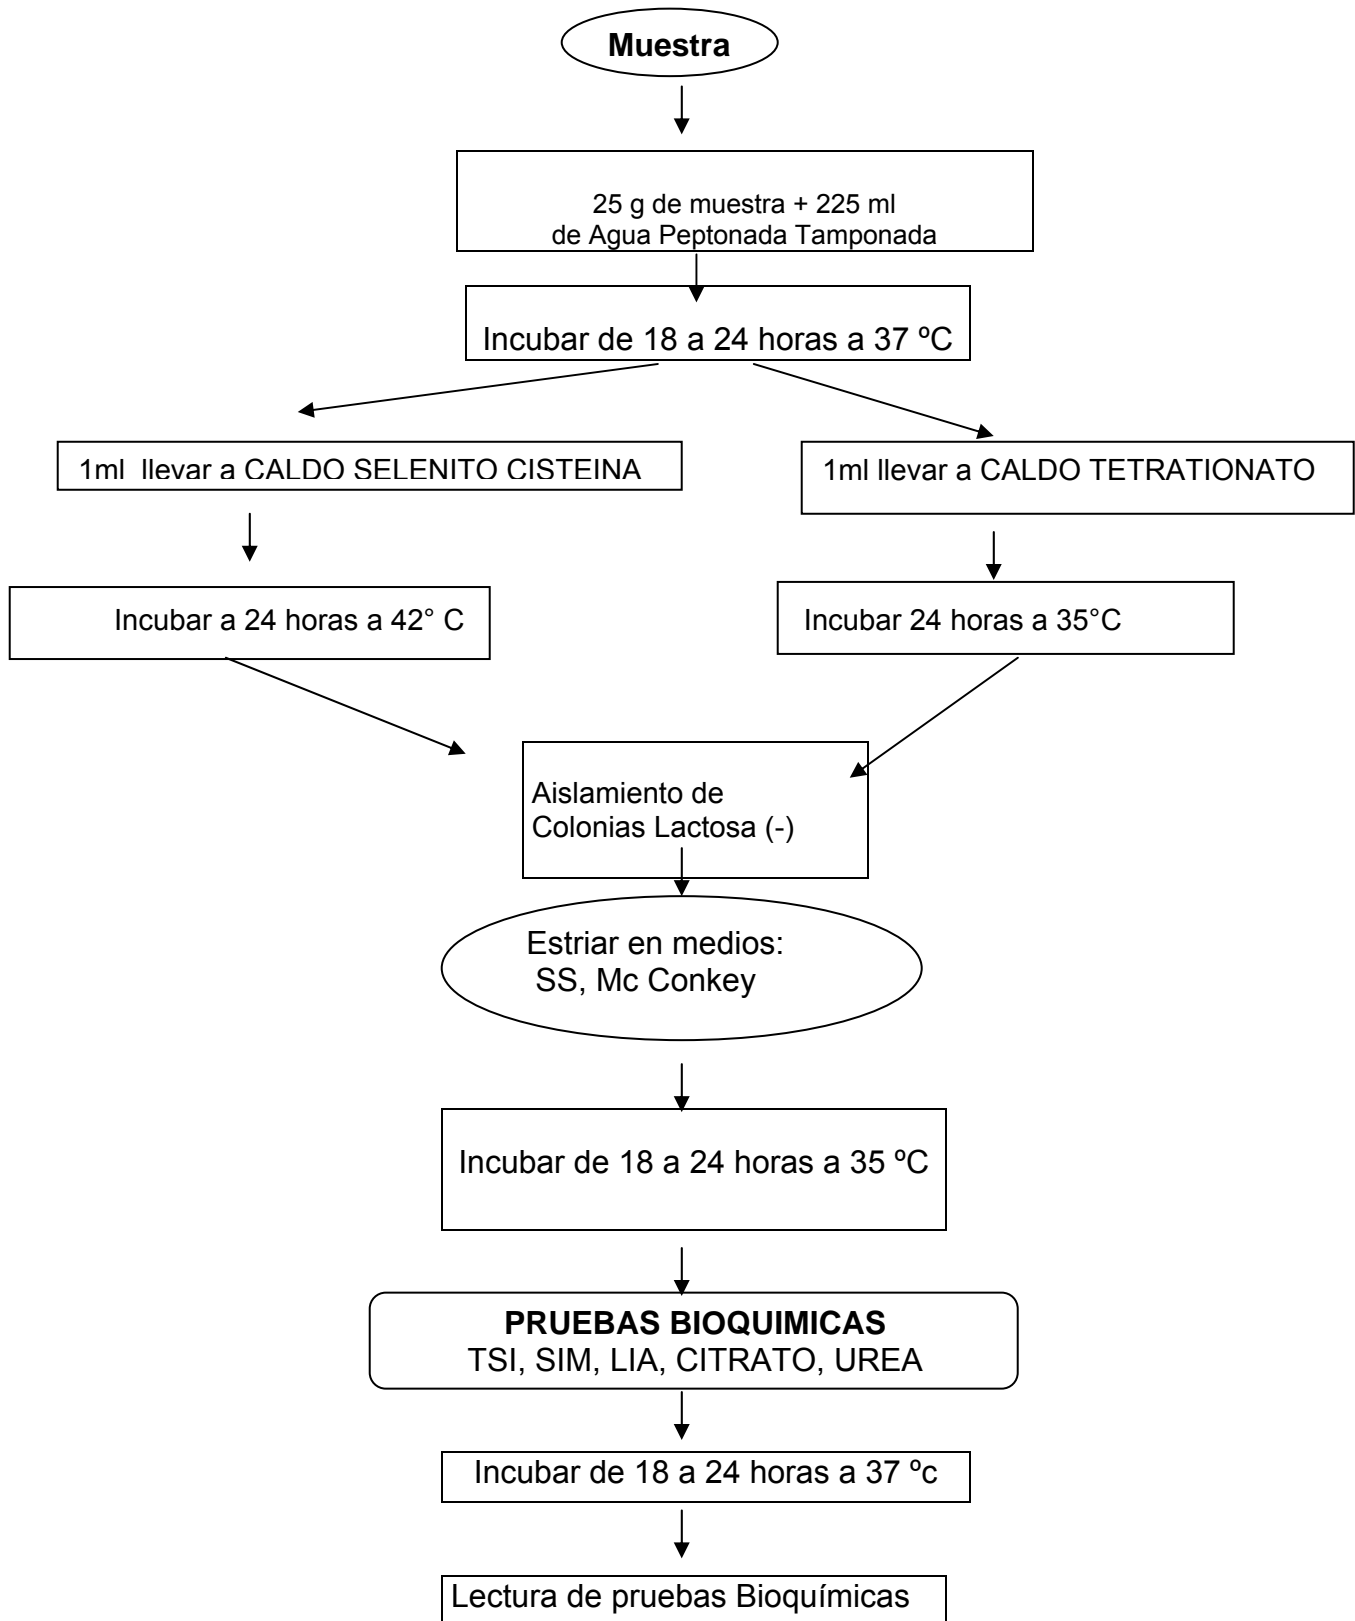 Muestra
25 g de muestra + 225 ml
de Agua Peptonada Tamponada
Incubar de 18 a 24 horas a 37 ºC
1ml llevar a CALDO SELENITO CISTEINA
1ml llevar a CALDO TETRATIONATO
Incubar a 24 horas a 42° C
Incubar 24 horas a 35°C
Aislamiento de
Colonias Lactosa (-)
Estriar en medios:
SS, Mc Conkey
Incubar de 18 a 24 horas a 35 ºC
PRUEBAS BIOQUIMICAS
TSI, SIM, LIA, CITRATO, UREA
Incubar de 18 a 24 horas a 37 ºc
Lectura de pruebas Bioquímicas